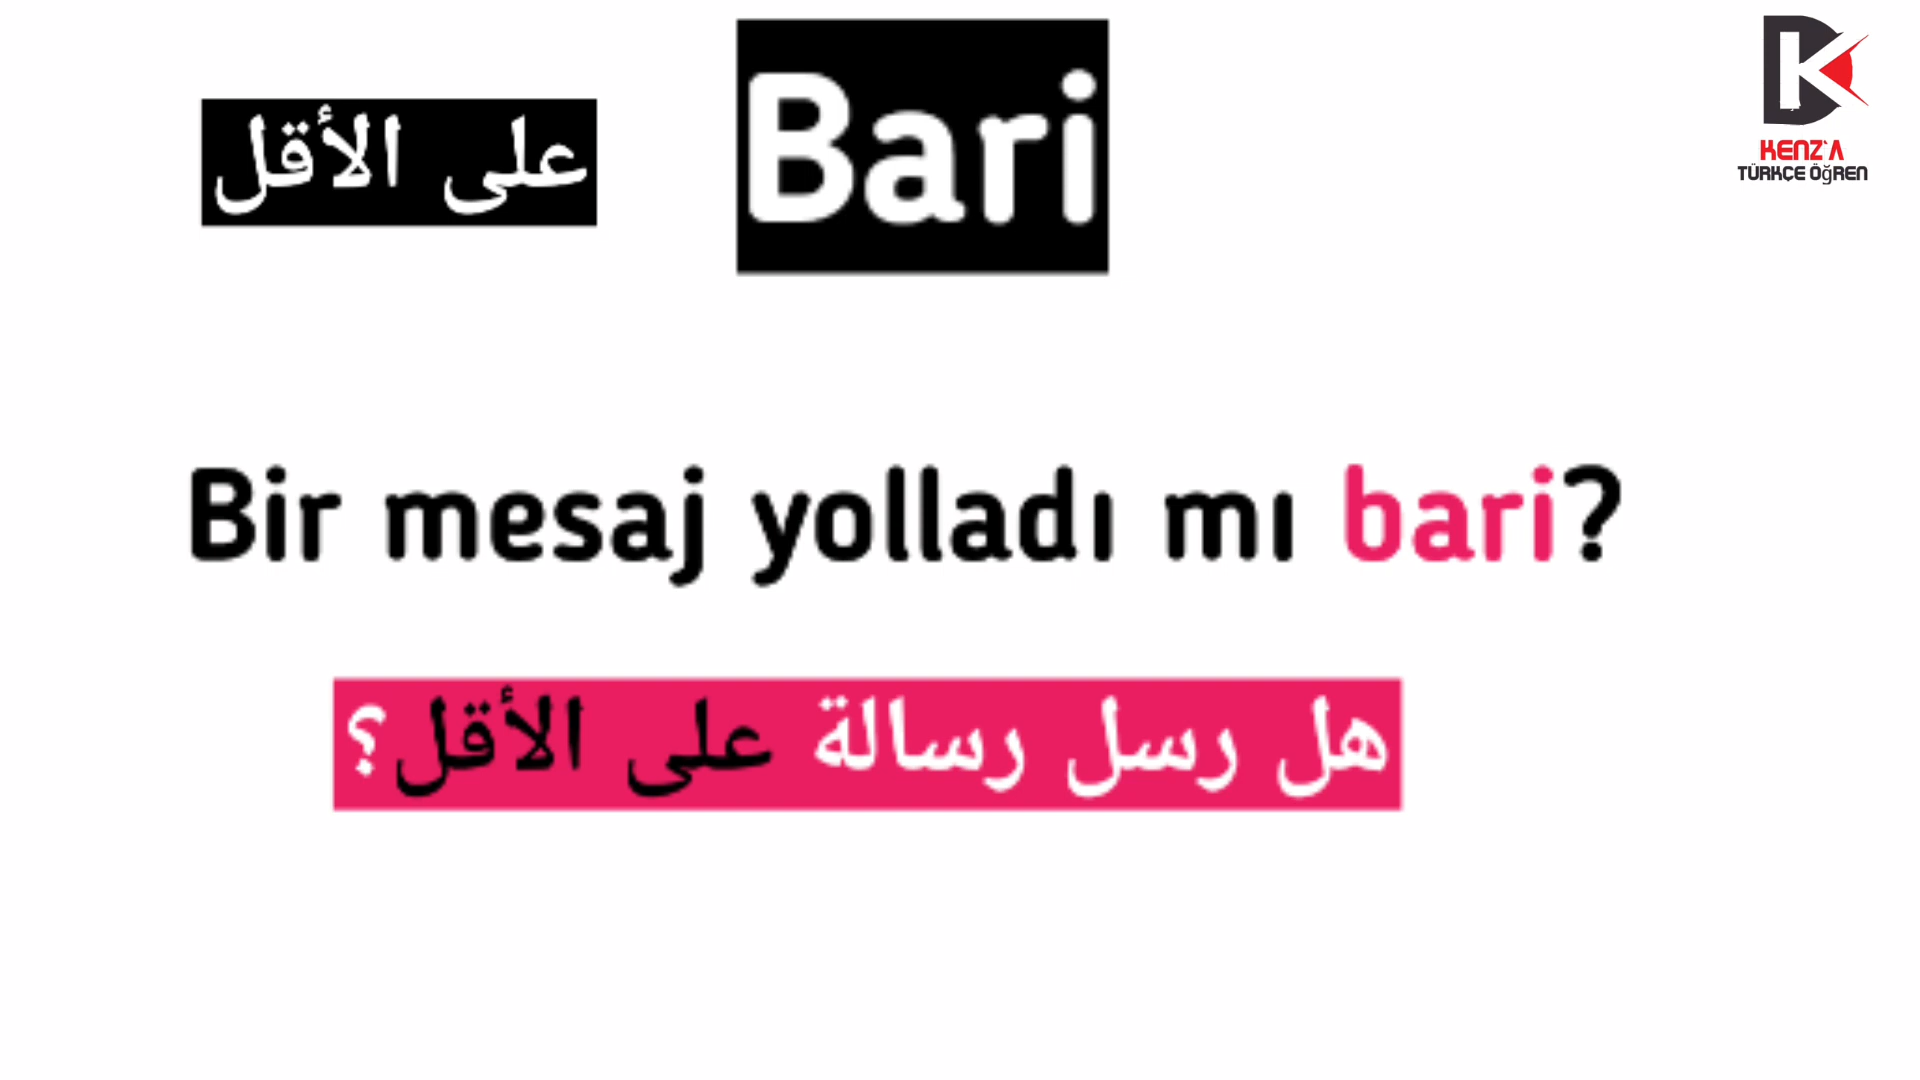 على الأقل
Bari
KENZ'A
TÜRKÇE ÖĞREN
Bir mesaj yolladı mı bari?
هل رسل رسالة على الأقل؟